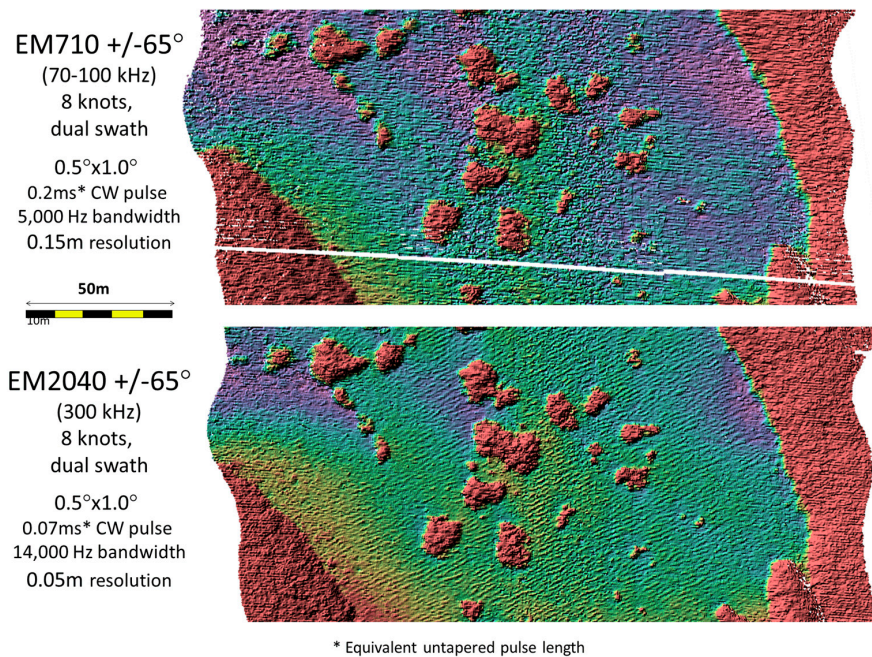 EM710 +/-65°
(70-100 kHz)
8 knots,
dual swath
0.5°x1.0°
0.2ms* CW pulse
5,000 Hz bandwidth
0.15m resolution
50m
10m
EM2040 +/-65°
(300 kHz)
8 knots,
dual swath
0.5°x1.0°
0.07ms* CW pulse
14,000 Hz bandwidth
0.05m resolution
* Equivalent untapered pulse length